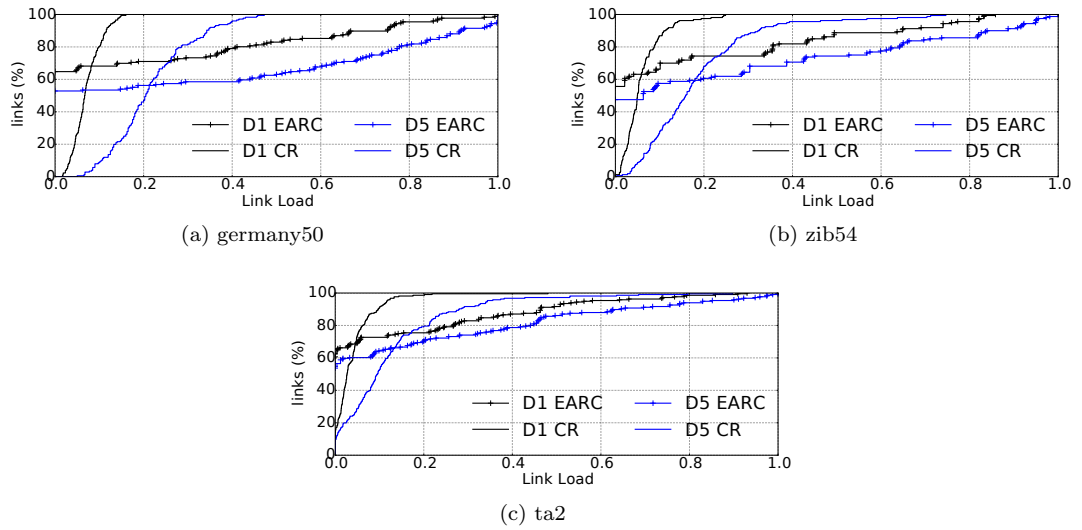 100
80
60
40
20
0
links (%)
D1 EARC
D1 CR
D5 EARC
D5 CR
0.0 0.2 0.4 0.6 0.8 1.0
Link Load
(a) germany50
100
80
60
40
20
0
links (%)
D1 EARC
D1 CR
D5 EARC
D5 CR
0.0 0.2 0.4 0.6 0.8 1.0
Link Load
(b) zib54
100
80
60
40
20
0
links (%)
D1 EARC
D1 CR
D5 EARC
D5 CR
0.0 0.2 0.4 0.6 0.8 1.0
Link Load
(c) ta2